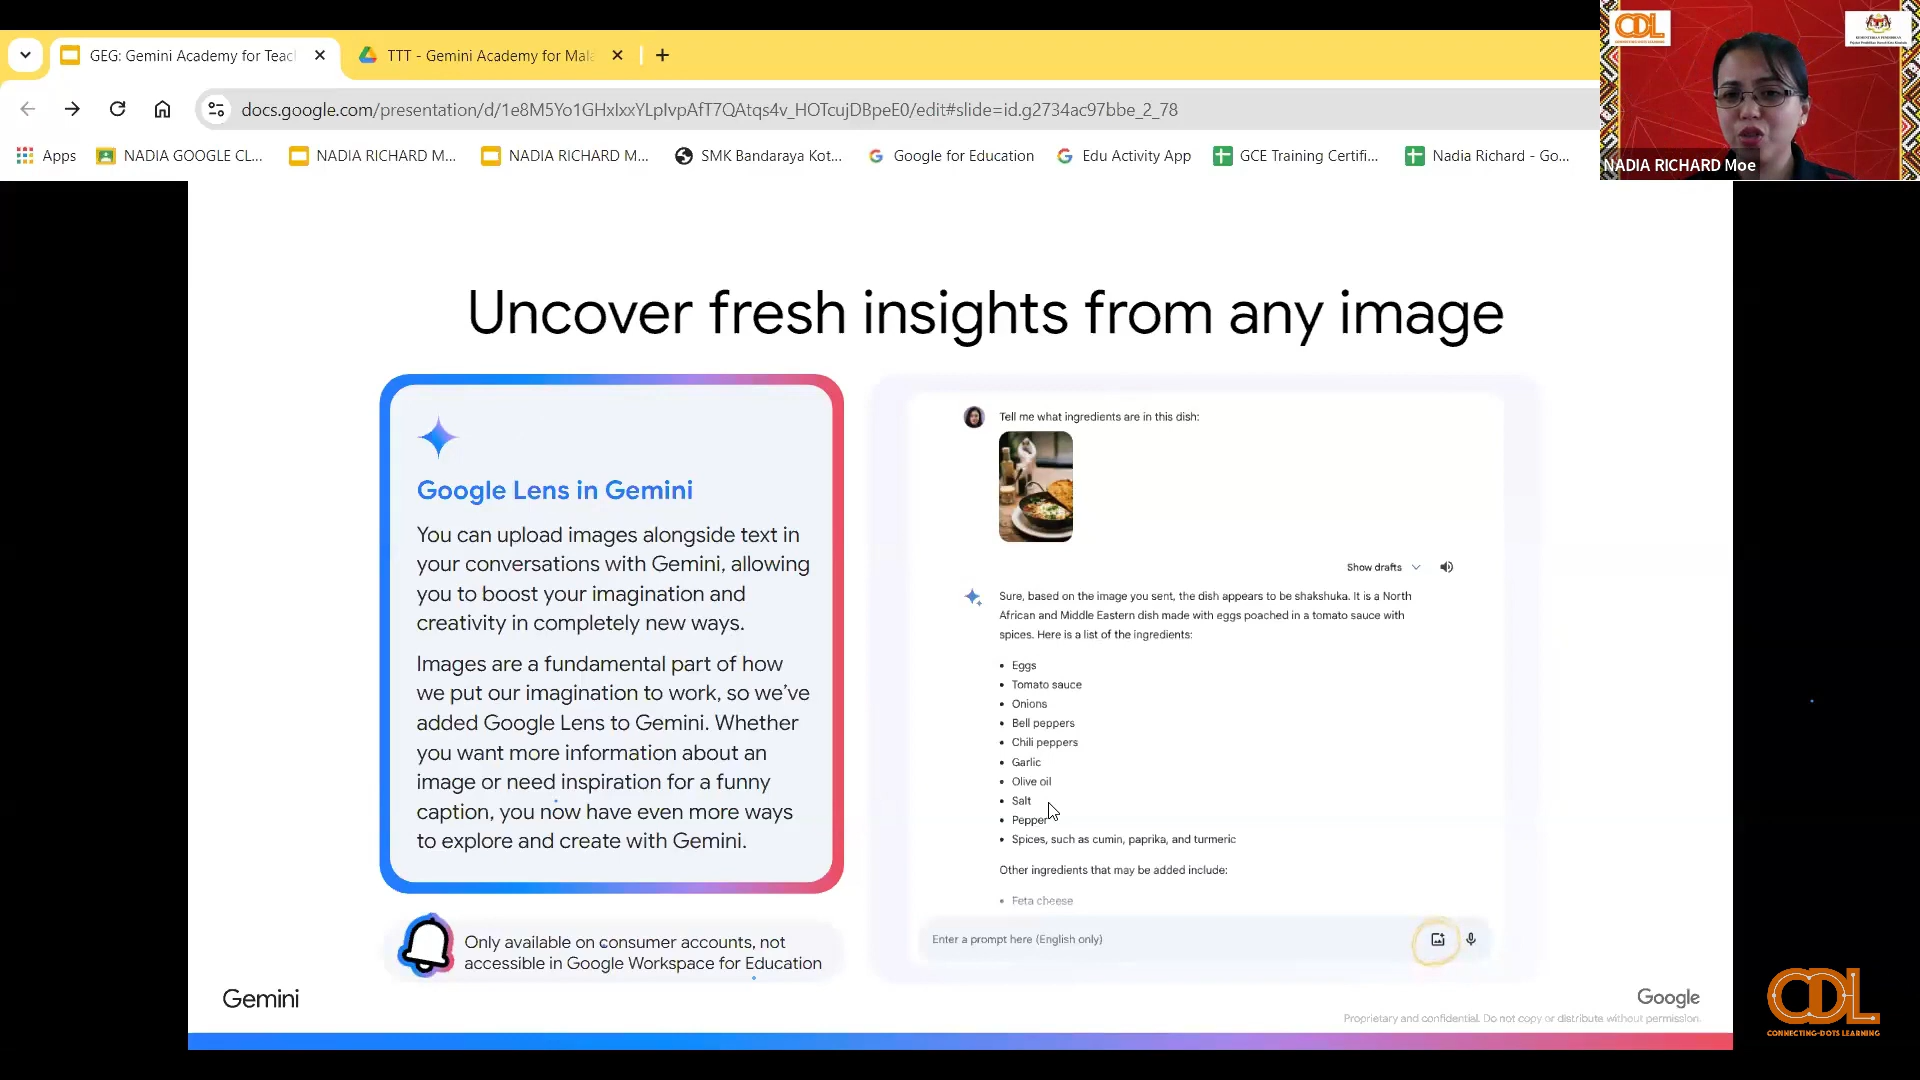 GEG: Gemini Academy for Teac
TTT - Gemini Academy for Mala
docs.google.com/presentation/d/1e8M5Yo1GHxIxxYLpIvpAfT7QAtqs4v_HOTcujDBpeE0/edit#slide=id.g2734ac97bbe_2_78
Apps
NADIA GOOGLE CL...
NADIA RICHARD M...
NADIA RICHARD M...
SMK Bandaraya Kot...
Google for Education
Edu Activity App
GCE Training Certifi...
Nadia Richard - Go...
CDL
NADIA RICHARD Moe
Uncover fresh insights from any image
Google Lens in Gemini
You can upload images alongside text in
your conversations with Gemini, allowing
you to boost your imagination and
creativity in completely new ways.
Images are a fundamental part of how
we put our imagination to work, so we’ve
added Google Lens to Gemini. Whether
you want more information about an
image or need inspiration for a funny
caption, you now have even more ways
to explore and create with Gemini.
Only available on consumer accounts, not
accessible in Google Workspace for Education
Tell me what ingredients are in this dish:
Show drafts
Sure, based on the image you sent, the dish appears to be shakshuka. It is a North
African and Middle Eastern dish made with eggs poached in a tomato sauce with
spices. Here is a list of the ingredients:
• Eggs
• Tomato sauce
• Onions
• Bell peppers
• Chili peppers
• Garlic
• Olive oil
• Salt
• Pepper
• Spices, such as cumin, paprika, and turmeric
Other ingredients that may be added include:
• Feta cheese
Enter a prompt here (English only)
Gemini
Google
Proprietary and confidential. Do not copy or distribute without permission.
CDL
CONNECTING-DOTS LEARNING